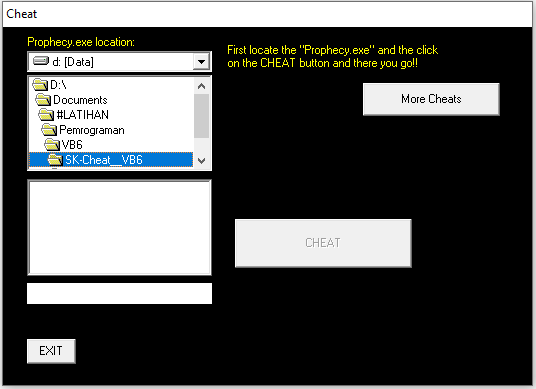 Cheat
Prophecy.exe location:
d: [Data]
First locate the "Prophecy.exe" and the click
on the CHEAT button and there you go!!
D:\
Documents
#LATIHAN
Pemrograman
VB6
SK-Cheat__VB6
More Cheats
CHEAT
EXIT